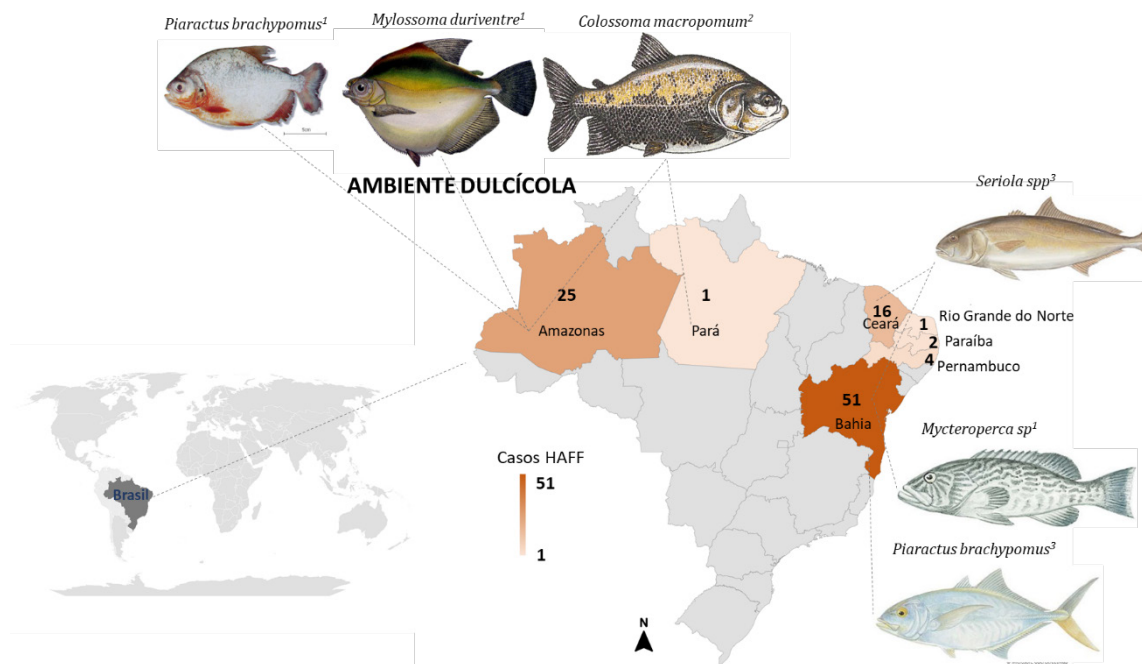 Piaractus brachypomus¹
Mylossoma duriventre¹
Colossoma macropomum²
AMBIENTE DULCÍCOLA
Seriola spp³
25
Amazonas
1
Pará
16
Ceará
1
Rio Grande do Norte
2
Paraíba
4
Pernambuco
51
Bahia
Mycteroperca sp¹
Casos HAFF
51
1
Brasil
Piaractus brachypomus³
N